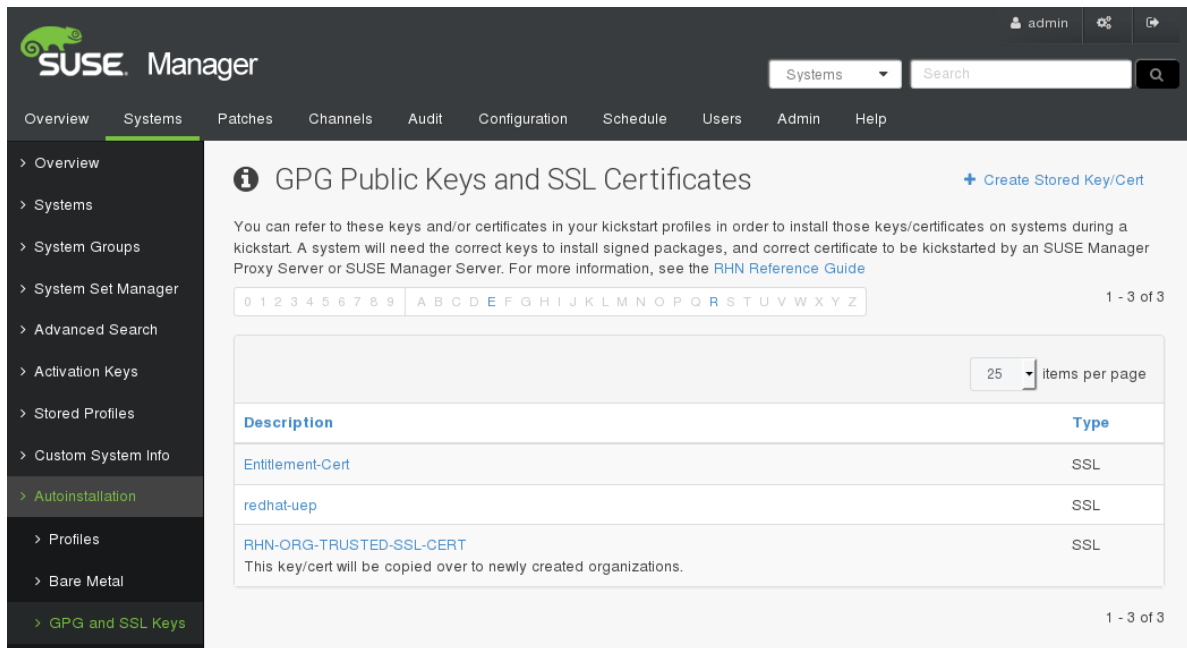 admin
SUSE. Manager
Systems
Search
Overview Systems Patches Channels Audit Configuration Schedule Users Admin Help
> Overview
> Systems
> System Groups
> System Set Manager
> Advanced Search
> Activation Keys
> Stored Profiles
> Custom System Info
> Autoinstallation
> Profiles
> Bare Metal
> GPG and SSL Keys
GPG Public Keys and SSL Certificates
+ Create Stored Key/Cert
You can refer to these keys and/or certificates in your kickstart profiles in order to install those keys/certificates on systems during a
kickstart. A system will need the correct keys to install signed packages, and correct certificate to be kickstarted by an SUSE Manager
Proxy Server or SUSE Manager Server. For more information, see the RHN Reference Guide
0 1 2 3 4 5 6 7 8 9 A B C D E F G H I J K L M N O P Q R S T U V W X Y Z
1 - 3 of 3
25 items per page
Description Type
Entitlement-Cert SSL
redhat-uep SSL
RHN-ORG-TRUSTED-SSL-CERT SSL
This key/cert will be copied over to newly created organizations.
1 - 3 of 3